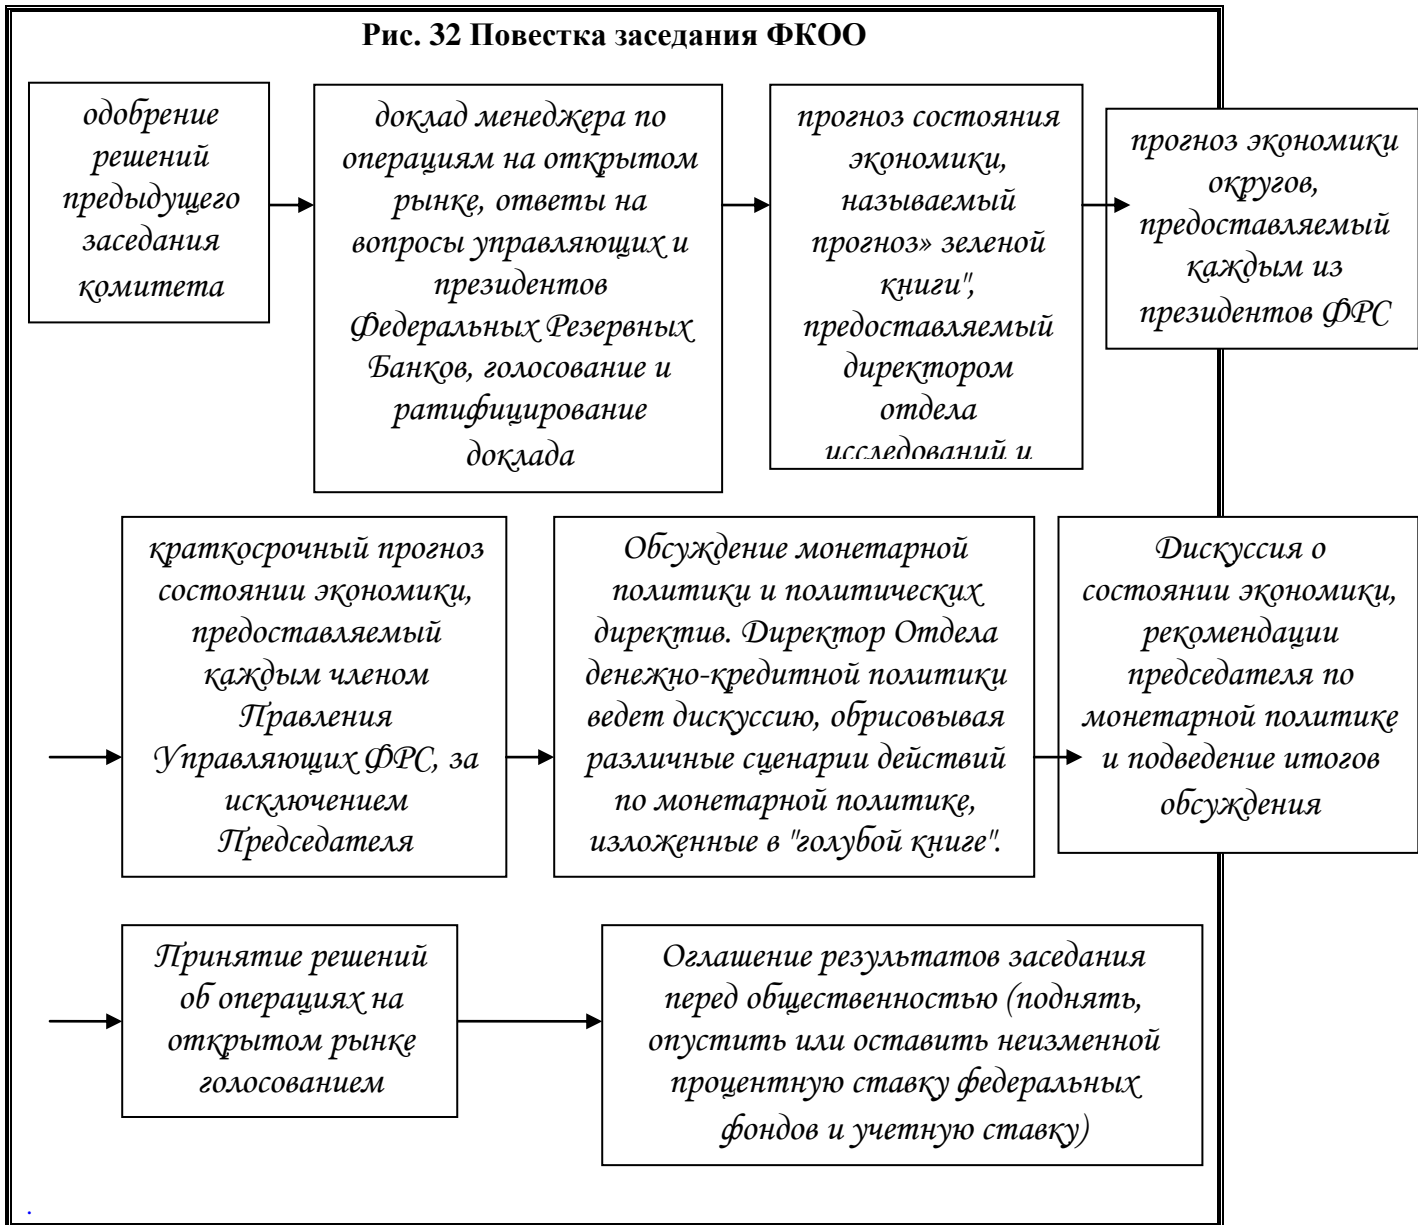 Рис. 32 Повестка заседания ФКОО
одобрение
решений
предыдущего
заседания
комитета
доклад менеджера по
операциям на открытом
рынке, ответы на
вопросы управляющих и
президентов
Федеральных Резервных
Банков, голосование и
ратифицирование
доклада
прогноз состояния
экономики,
называемый
прогноз» зеленой
книги",
предоставляемый
директором
отдела
исследований и
прогноз экономики
округов,
предоставляемый
каждым из
президентов ФРС
краткосрочный прогноз
состоянии экономики,
предоставляемый
каждым членом
Правления
Управляющих ФРС, за
исключением
Председателя
Обсуждение монетарной
политики и политических
директив. Директор Отдела
денежно-кредитной политики
ведет дискуссию, обрисовывая
различные сценарии действий
по монетарной политике,
изложенные в "голубой книге".
Дискуссия о
состоянии экономики,
рекомендации
председателя по
монетарной политике
и подведение итогов
обсуждения
Принятие решений
об операциях на
открытом рынке
голосованием
Оглашение результатов заседания
перед общественностью (поднять,
опустить или оставить неизменной
процентную ставку федеральных
фондов и учетную ставку)
.